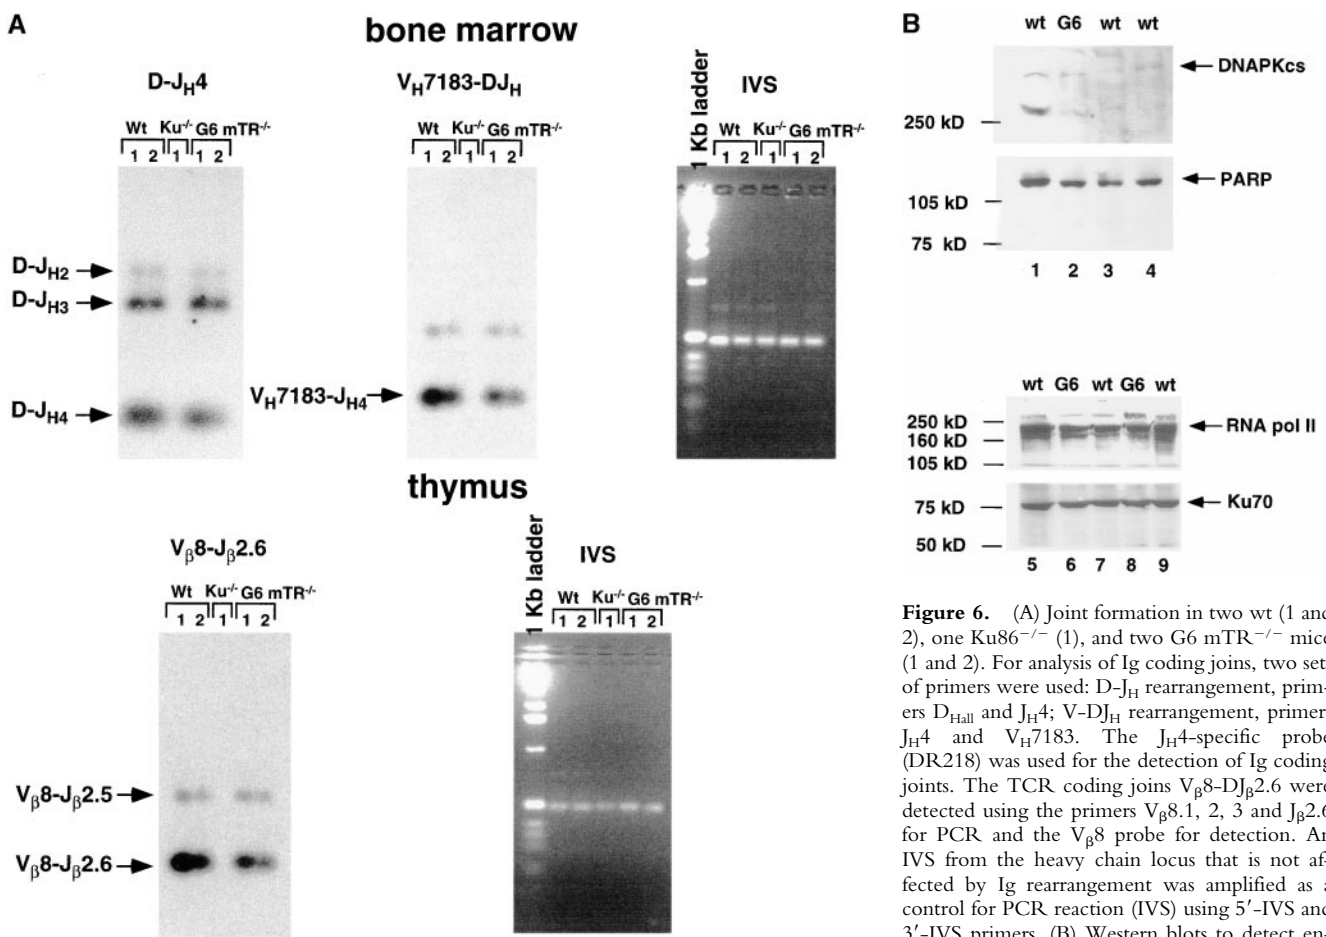 A
bone marrow
D-JH4
VH7183-DJH
IVS
Wt Ku-/- G6 mTR-/-
1 2 1 1 2
Wt Ku-/- G6 mTR-/-
1 2 1 1 2
1 Kb ladder
Wt Ku-/- G6 mTR-/-
1 2 1 1 2
D-JH2
D-JH3
D-JH4
VH7183-JH4
thymus
Vβ8-Jβ2.6
IVS
Wt Ku-/- G6 mTR-/-
1 2 1 1 2
1 Kb ladder
Wt Ku-/- G6 mTR-/-
1 2 1 1 2
Vβ8-Jβ2.5
Vβ8-Jβ2.6
B
wt G6 wt wt
DNAPKcs
250 kD
PARP
105 kD
75 kD
1 2 3 4
wt G6 wt G6 wt
250 kD
160 kD
105 kD
RNA pol II
75 kD
Ku70
50 kD
5 6 7 8 9
Figure 6. (A) Joint formation in two wt (1 and
2), one Ku86−/− (1), and two G6 mTR−/− mice
(1 and 2). For analysis of Ig coding joins, two set
of primers were used: D-JH rearrangement, prim-
ers DHall and JH4; V-DJH rearrangement, primer
JH4 and VH7183. The JH4-specific probe
(DR218) was used for the detection of Ig coding
joints. The TCR coding joins Vβ8-DJβ2.6 were
detected using the primers Vβ8.1, 2, 3 and Jβ2.6
for PCR and the Vβ8 probe for detection. An
IVS from the heavy chain locus that is not af-
fected by Ig rearrangement was amplified as a
control for PCR reaction (IVS) using 5′-IVS and
3′-IVS primers. (B) Western blots to detect en-